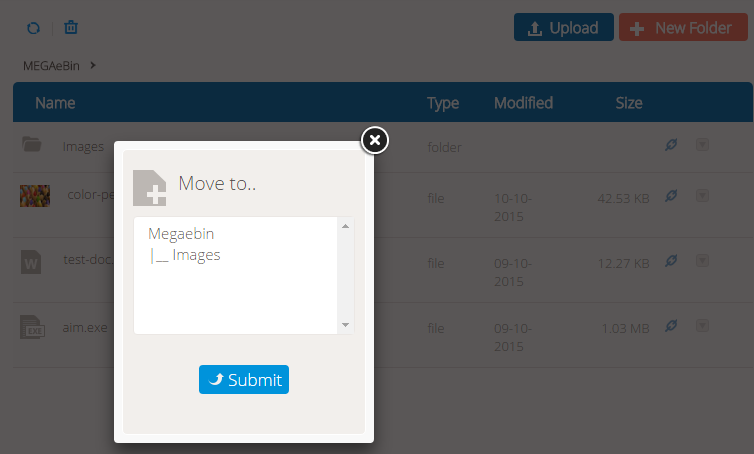 Upload
New Folder
MEGAeBin
Name Type Modified Size
Images folder
color-pe file 10-10-2015 42.53 KB
test-doc. file 09-10-2015 12.27 KB
aim.exe file 09-10-2015 1.03 MB
W
EXE
Move to..
Megaebin
|__ Images
Submit